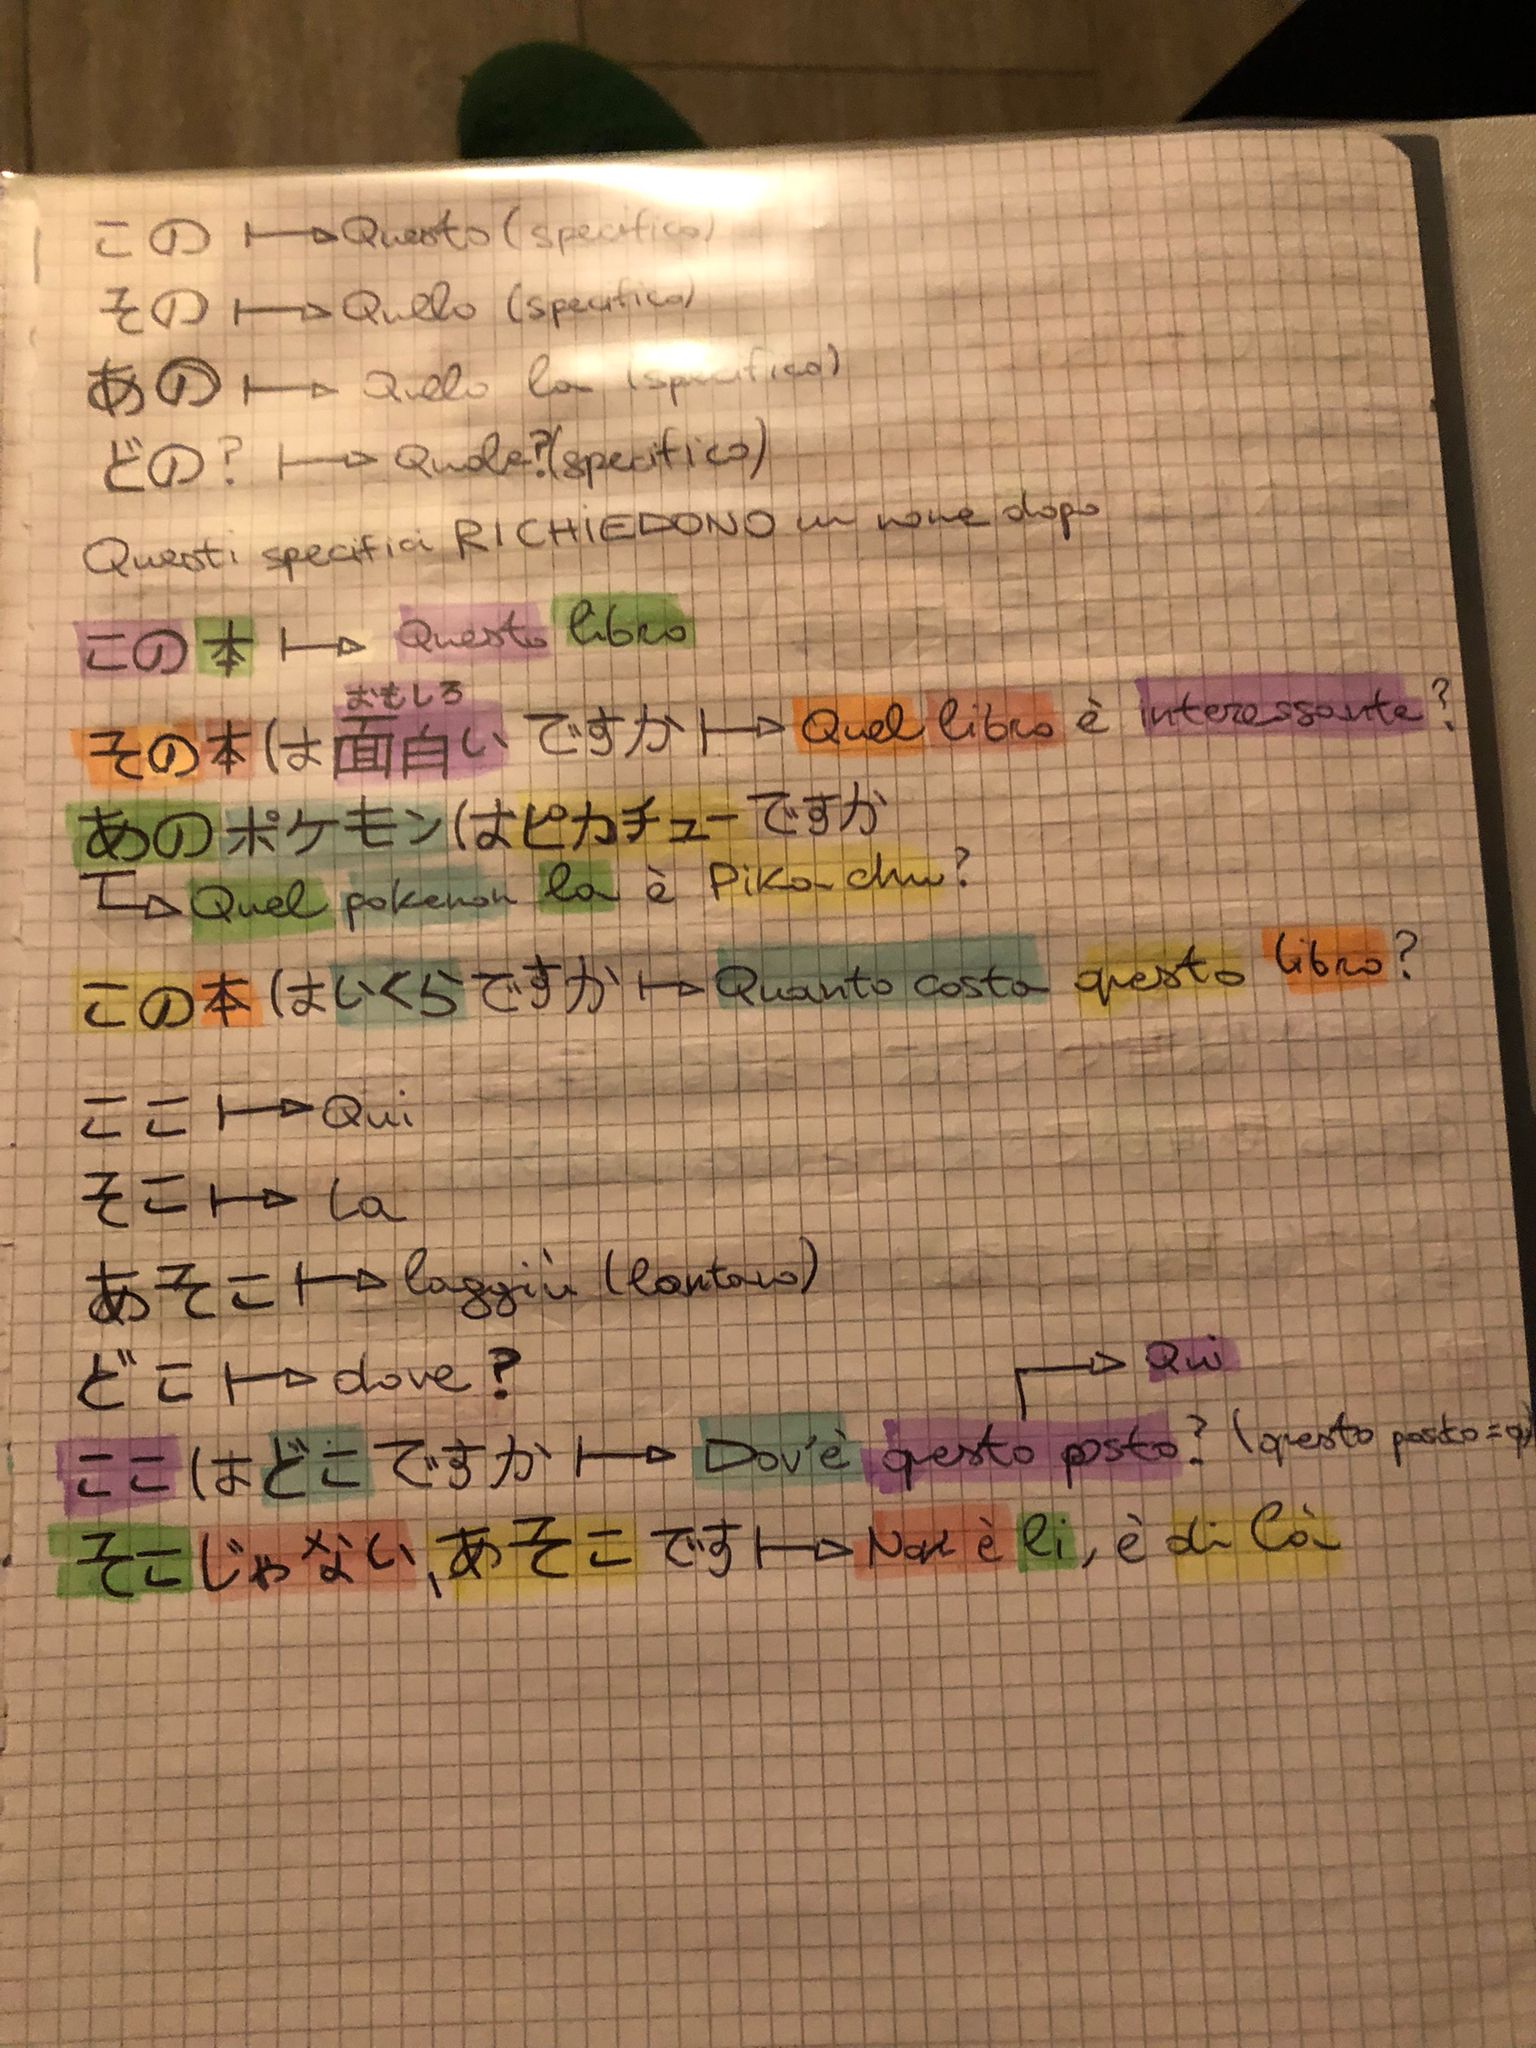 この → Questo (specifico)
その → Quello (specifico)
あの → Quello la (specifico)
どの? → Quale? (specifico)
Questi specifici RICHIEDONO un nome dopo
この本 → Questo libro
おもしろ
その本は面白いですか → Quel libro è interessante?
あのポケモンはピカチューですか
→ Quel pokemon la è Pikachu?
この本はいくらですか → Quanto costa questo libro?
ここ → Qui
そこ → La
あそこ → laggiù (lontano)
どこ → dove?
→ Qui
ここはどこですか → Dov'è questo posto? (questo posto =
そこじゃない、あそこです → Non è li, è di là